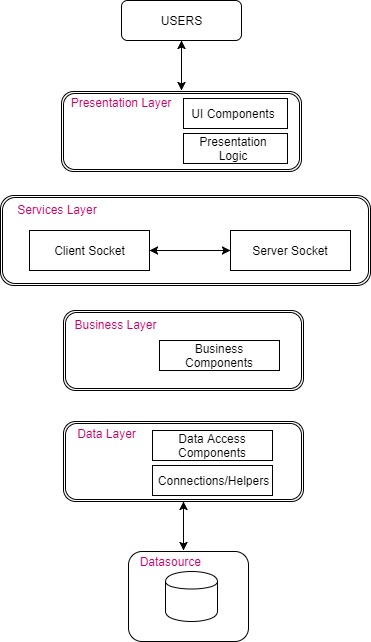 USERS
Presentation Layer
UI Components
Presentation
Logic
Services Layer
Client Socket
Server Socket
Business Layer
Business
Components
Data Layer
Data Access
Components
Connections/Helpers
Datasource